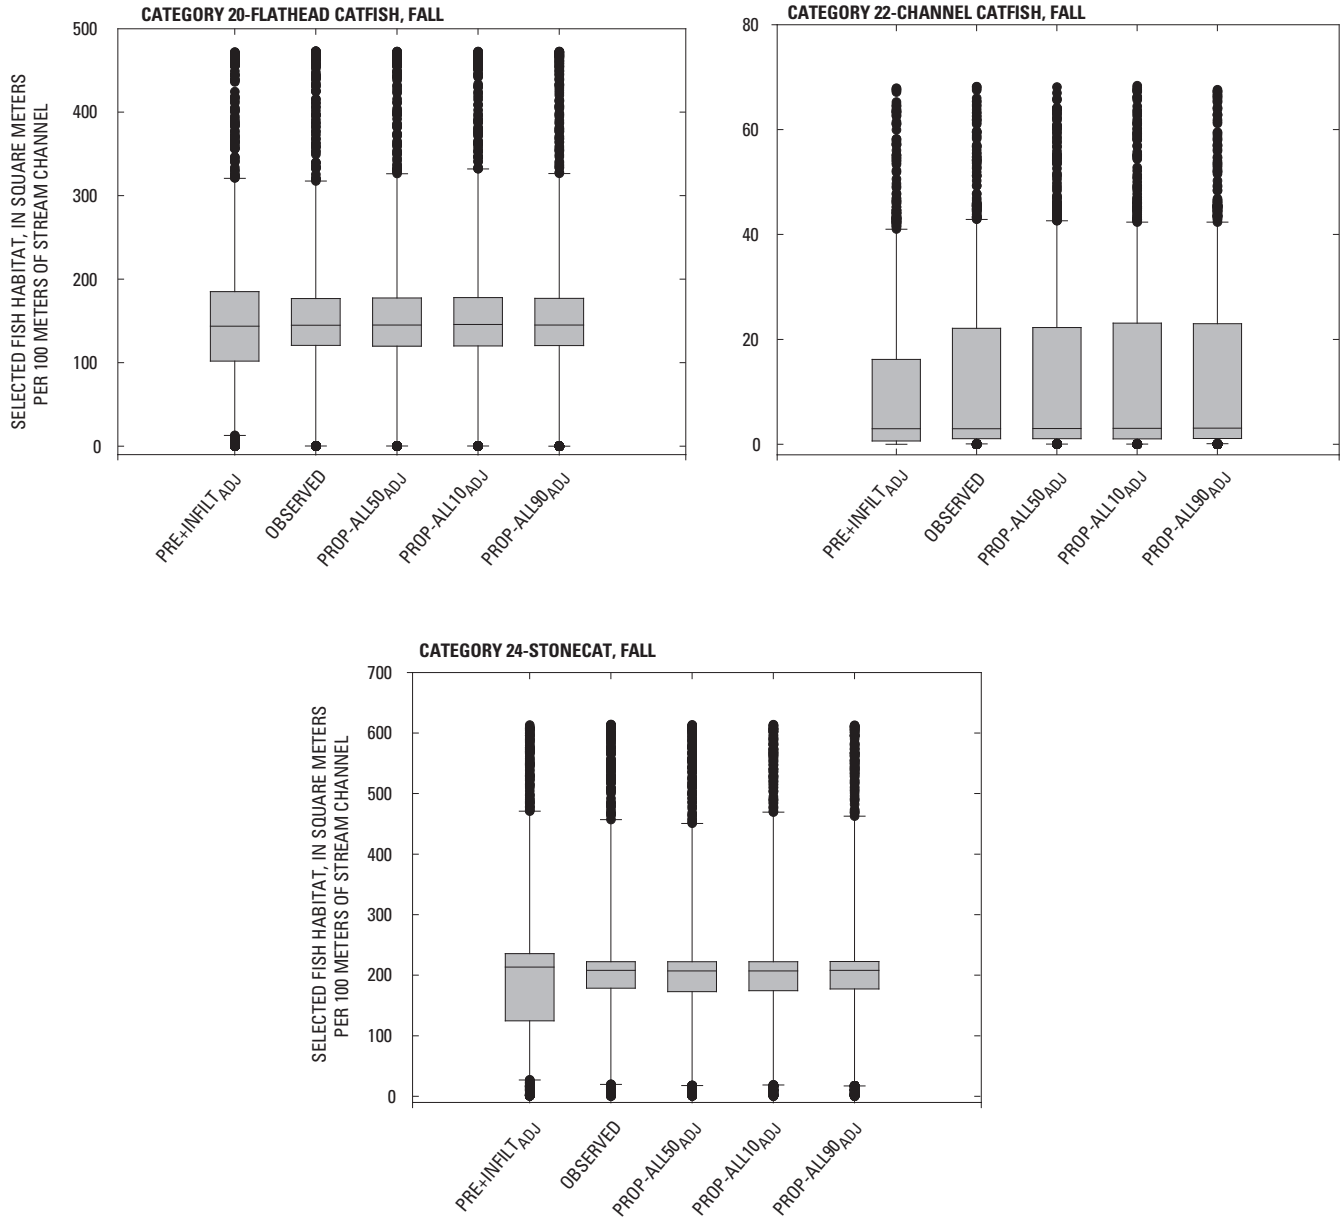 CATEGORY 20-FLATHEAD CATFISH, FALL
SELECTED FISH HABITAT, IN SQUARE METERS
PER 100 METERS OF STREAM CHANNEL
500
400
300
200
100
0
PRE+INFILTADJ
OBSERVED
PROP-ALL50ADJ
PROP-ALL10ADJ
PROP-ALL90ADJ
CATEGORY 22-CHANNEL CATFISH, FALL
80
60
40
20
0
PRE+INFILTADJ
OBSERVED
PROP-ALL50ADJ
PROP-ALL10ADJ
PROP-ALL90ADJ
CATEGORY 24-STONECAT, FALL
SELECTED FISH HABITAT, IN SQUARE METERS
PER 100 METERS OF STREAM CHANNEL
700
600
500
400
300
200
100
0
PRE+INFILTADJ
OBSERVED
PROP-ALL50ADJ
PROP-ALL10ADJ
PROP-ALL90ADJ